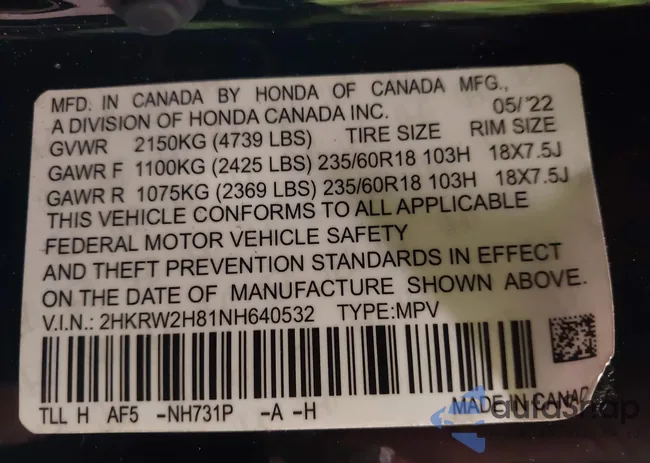 MFD. IN CANADA BY HONDA OF CANADA MFG.,
A DIVISION OF HONDA CANADA INC. 05/'22
GVWR 2150KG (4739 LBS) TIRE SIZE RIM SIZE
GAWR F 1100KG (2425 LBS) 235/60R18 103H 18X7.5J
GAWR R 1075KG (2369 LBS) 235/60R18 103H 18X7.5J
THIS VEHICLE CONFORMS TO ALL APPLICABLE
FEDERAL MOTOR VEHICLE SAFETY
AND THEFT PREVENTION STANDARDS IN EFFECT
ON THE DATE OF MANUFACTURE SHOWN ABOVE.
V.I.N.: 2HKRW2H81NH640532 TYPE:MPV
TLL H AF5 -NH731P -A -H MADE IN CANAD
autoSnap